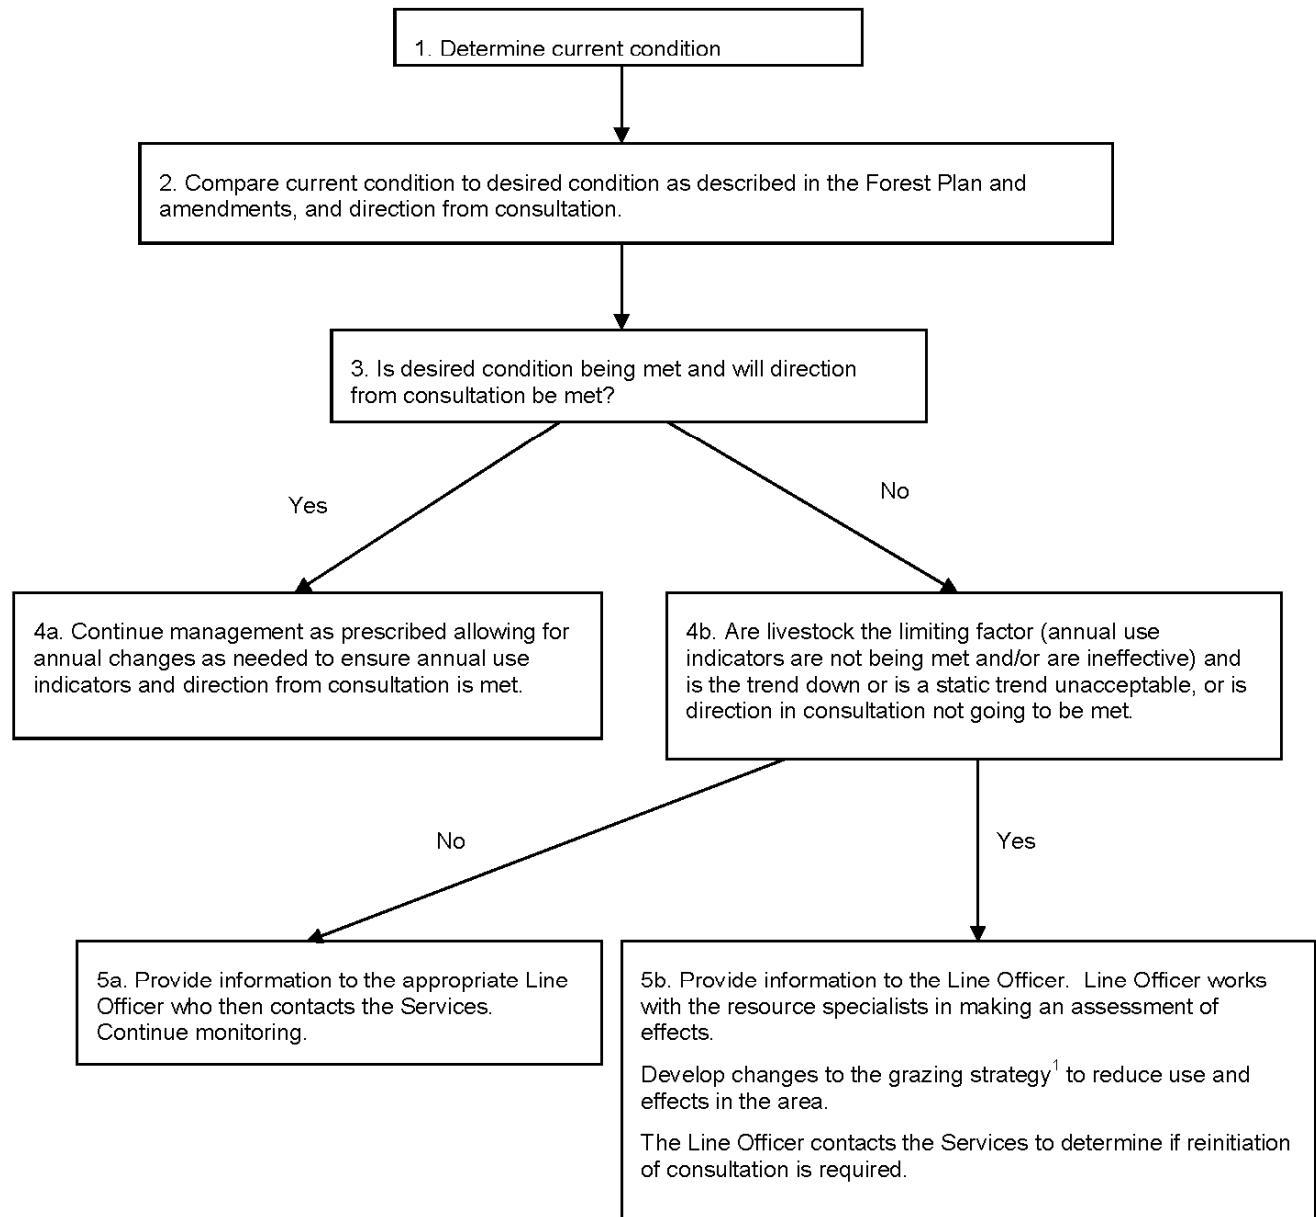 1. Determine current condition
2. Compare current condition to desired condition as described in the Forest Plan and
amendments, and direction from consultation.
3. Is desired condition being met and will direction
from consultation be met?
Yes
No
4a. Continue management as prescribed allowing for
annual changes as needed to ensure annual use
indicators and direction from consultation is met.
4b. Are livestock the limiting factor (annual use
indicators are not being met and/or are ineffective) and
is the trend down or is a static trend unacceptable, or is
direction in consultation not going to be met.
No
Yes
5a. Provide information to the appropriate Line
Officer who then contacts the Services.
Continue monitoring.
5b. Provide information to the Line Officer. Line Officer works
with the resource specialists in making an assessment of
effects.
Develop changes to the grazing strategy¹ to reduce use and
effects in the area.
The Line Officer contacts the Services to determine if reinitiation
of consultation is required.